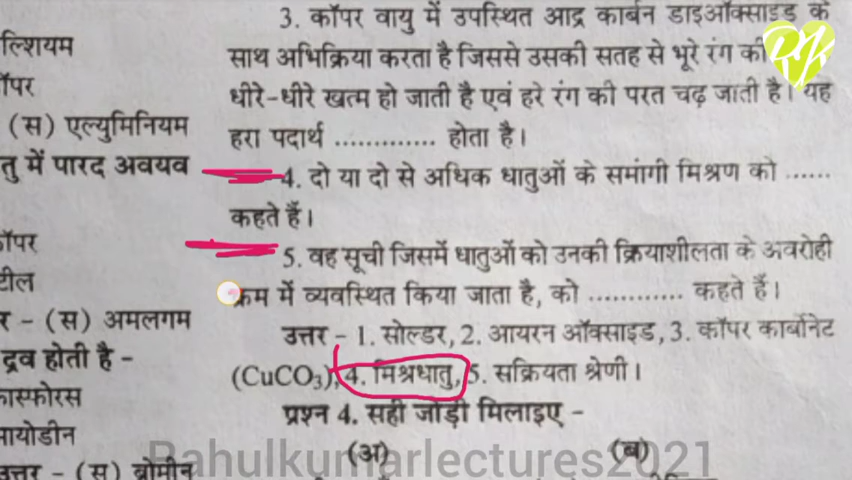 ल्शियम
ॉपर
(स) एल्युमिनियम
तु में पारद अवयव
ॉपर
टील
र - (स) अमलगम
द्रव होती है -
फास्फोरस
आयोडीन
उत्तर - (स) ब्रोमीन
3. कॉपर वायु में उपस्थित आद्र कार्बन डाइऑक्साइड के
साथ अभिक्रिया करता है जिससे उसकी सतह से भूरे रंग की
धीरे-धीरे खत्म हो जाती है एवं हरे रंग की परत चढ़ जाती है। यह
हरा पदार्थ ............. होता है।
4. दो या दो से अधिक धातुओं के समांगी मिश्रण को ......
कहते हैं।
5. वह सूची जिसमें धातुओं को उनकी क्रियाशीलता के अवरोही
क्रम में व्यवस्थित किया जाता है, को ............ कहते हैं।
उत्तर - 1. सोल्डर, 2. आयरन ऑक्साइड, 3. कॉपर कार्बोनेट
(CuCO₃), 4. मिश्रधातु, 5. सक्रियता श्रेणी।
प्रश्न 4. सही जोड़ी मिलाइए -
(अ) (ब)
Rahulkumarlectures2021